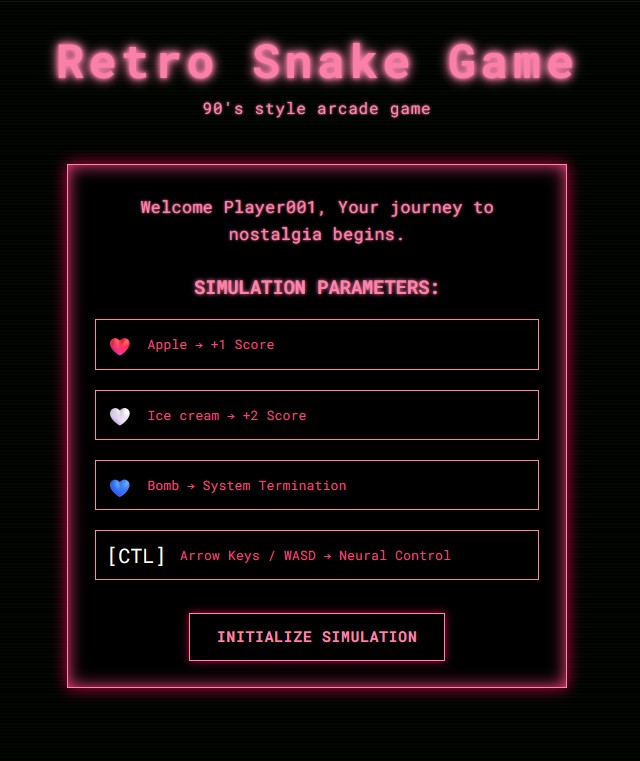 Retro Snake Game
90's style arcade game
Welcome Player001, Your journey to
nostalgia begins.
SIMULATION PARAMETERS:
Apple → +1 Score
Ice cream → +2 Score
Bomb → System Termination
[CTL] Arrow Keys / WASD → Neural Control
INITIALIZE SIMULATION